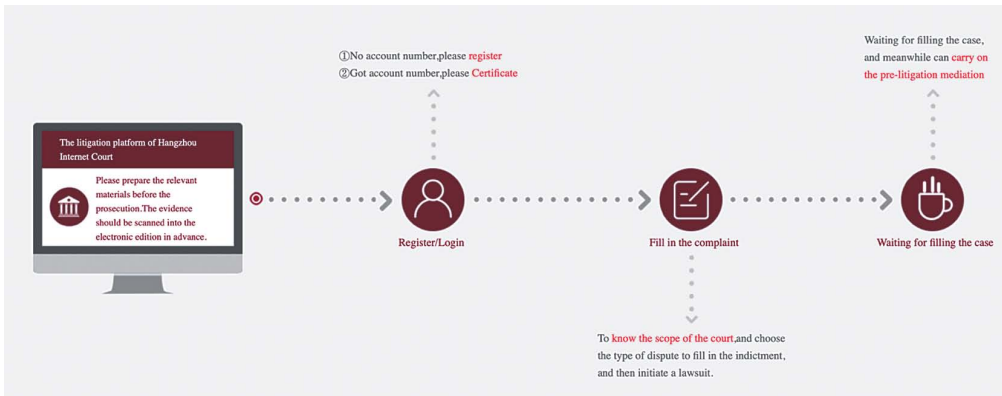 The litigation platform of Hangzhou
Internet Court
Please prepare the relevant
materials before the
prosecution.The evidence
should be scanned into the
electronic edition in advance.
①No account number,please register
②Got account number,please Certificate
Register/Login
Fill in the complaint
To know the scope of the court,and choose
the type of dispute to fill in the indictment,
and then initiate a lawsuit.
Waiting for filling the case,
and meanwhile can carry on
the pre-litigation mediation
Waiting for filling the case